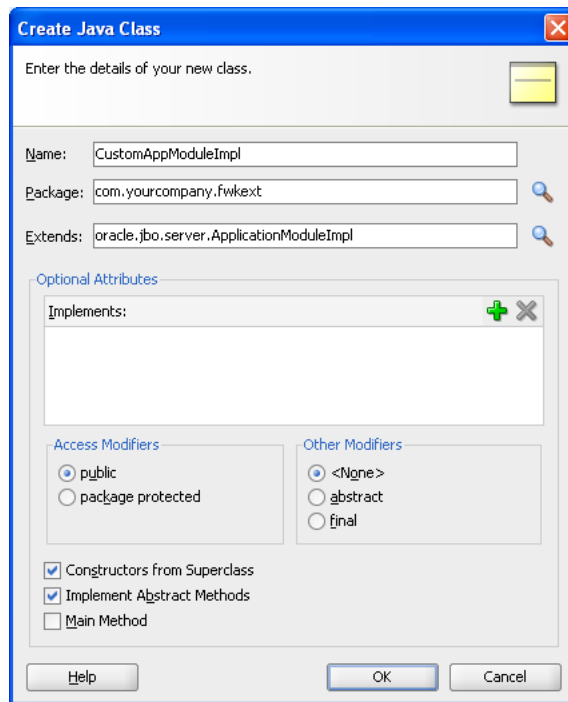 Create Java Class
Enter the details of your new class.
Name: CustomAppModuleImpl
Package: com.yourcompany.fwkext
Extends: oracle.jbo.server.ApplicationModuleImpl
Optional Attributes
Implements:
Access Modifiers
public
package protected
Other Modifiers
<None>
abstract
final
Constructors from Superclass
Implement Abstract Methods
Main Method
Help OK Cancel